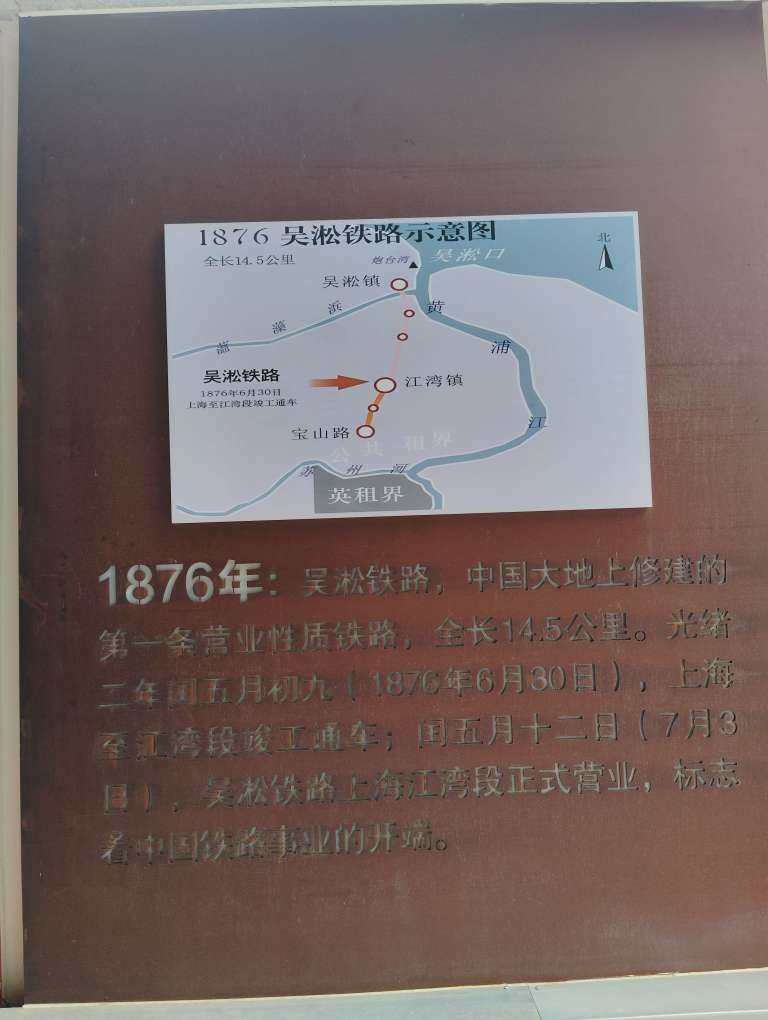 1876 吴淞铁路示意图
全长14.5公里
北
炮台湾
吴淞口
吴淞镇
蕰藻浜
黄浦江
吴淞铁路
1876年6月30日
上海至江湾段竣工通车
江湾镇
宝山路
公共租界
苏州河
英租界
1876年：吴淞铁路，中国大地上修建的
第一条营业性质铁路，全长14.5公里。光绪
二年闰五月初九（1876年6月30日），上海
至江湾段竣工通车；闰五月十二日（7月3
日），吴淞铁路上海江湾段正式营业，标志
着中国铁路事业的开端。